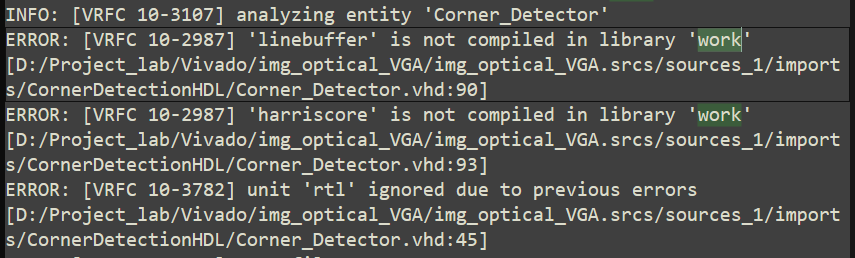 INFO: [VRFC 10-3107] analyzing entity 'Corner_Detector'
ERROR: [VRFC 10-2987] 'linebuffer' is not compiled in library 'work'
[D:/Project_lab/Vivado/img_optical_VGA/img_optical_VGA.srcs/sources_1/import
s/CornerDetectionHDL/Corner_Detector.vhd:90]
ERROR: [VRFC 10-2987] 'harriscore' is not compiled in library 'work'
[D:/Project_lab/Vivado/img_optical_VGA/img_optical_VGA.srcs/sources_1/import
s/CornerDetectionHDL/Corner_Detector.vhd:93]
ERROR: [VRFC 10-3782] unit 'rtl' ignored due to previous errors
[D:/Project_lab/Vivado/img_optical_VGA/img_optical_VGA.srcs/sources_1/import
s/CornerDetectionHDL/Corner_Detector.vhd:45]